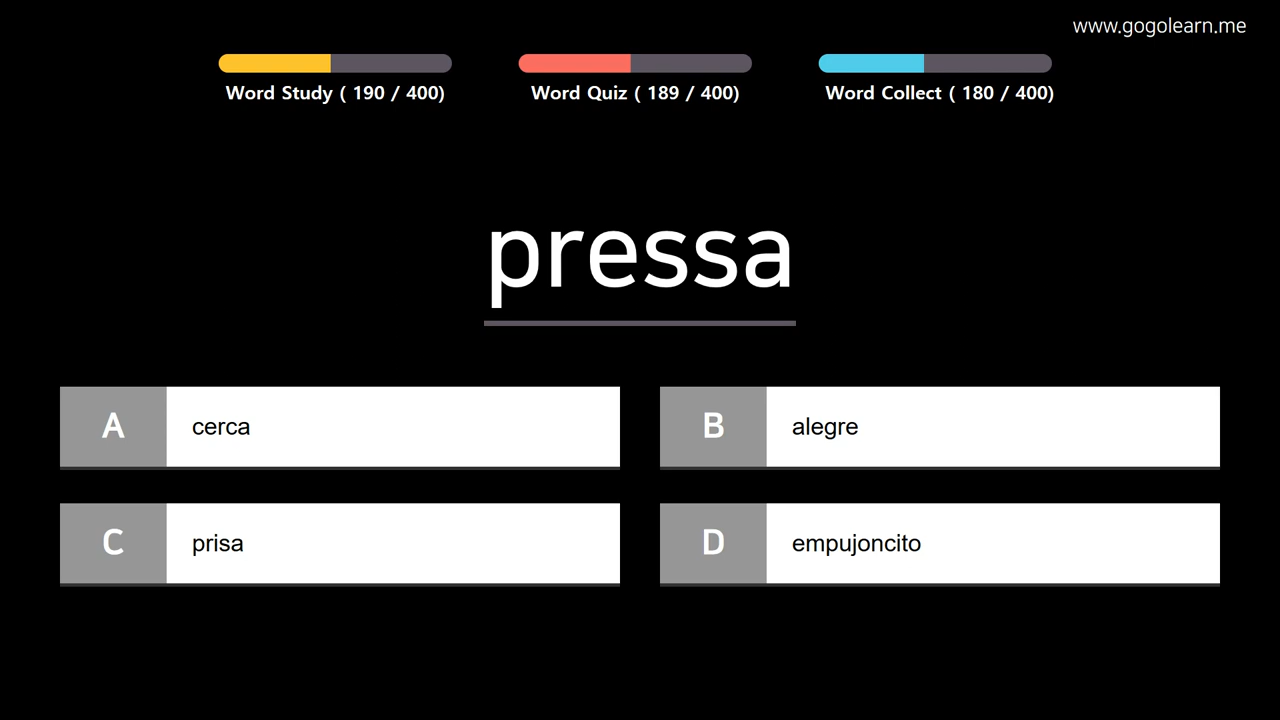 www.gogolearn.me
Word Study ( 190 / 400)
Word Quiz ( 189 / 400)
Word Collect ( 180 / 400)
pressa
A cerca
B alegre
C prisa
D empujoncito